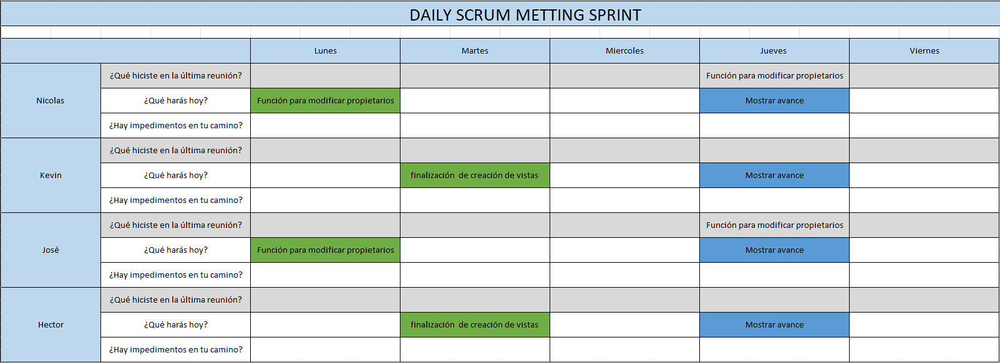 DAILY SCRUM METTING SPRINT
Lunes Martes Miercoles Jueves Viernes
¿Qué hiciste en la última reunión? Función para modificar propietarios
Nicolas ¿Qué harás hoy? Función para modificar propietarios Mostrar avance
¿Hay impedimentos en tu camino?
¿Qué hiciste en la última reunión?
Kevin ¿Qué harás hoy? finalización de creación de vistas Mostrar avance
¿Hay impedimentos en tu camino?
¿Qué hiciste en la última reunión? Función para modificar propietarios
José ¿Qué harás hoy? Función para modificar propietarios Mostrar avance
¿Hay impedimentos en tu camino?
¿Qué hiciste en la última reunión?
Hector ¿Qué harás hoy? finalización de creación de vistas Mostrar avance
¿Hay impedimentos en tu camino?